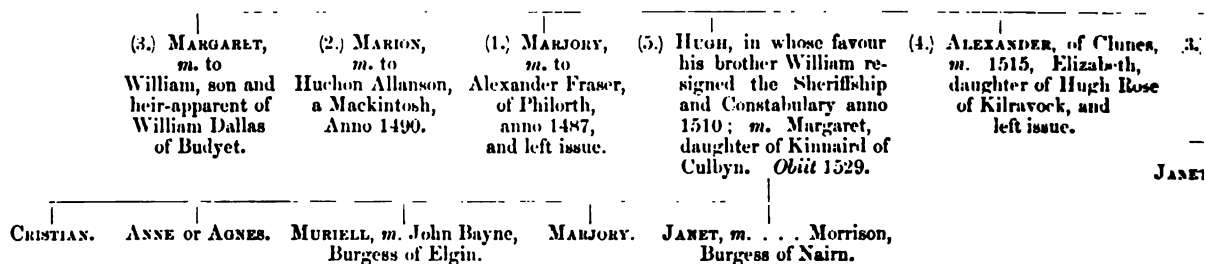 (3.) MARGARET,
m. to
William, son and
heir-apparent of
William Dallas
of Budyet.
(2.) MARION,
m. to
Huchon Allanson,
a Mackintosh,
Anno 1490.
(1.) MARJORY,
m. to
Alexander Fraser,
of Philorth,
anno 1487,
and left issue.
(5.) HUGH, in whose favour
his brother William re-
signed the Sheriffship
and Constabulary anno
1510; m. Margaret,
daughter of Kinnaird of
Culbyn. Obiit 1529.
(4.) ALEXANDER, of Clunes,
m. 1515, Elizabeth,
daughter of Hugh Rose
of Kilravock, and
left issue.
3.
JANET
CRISTIAN.
ANNE or AGNES.
MURIELL, m. John Bayne,
Burgess of Elgin.
MARJORY.
JANET, m. . . . Morrison,
Burgess of Nairn.